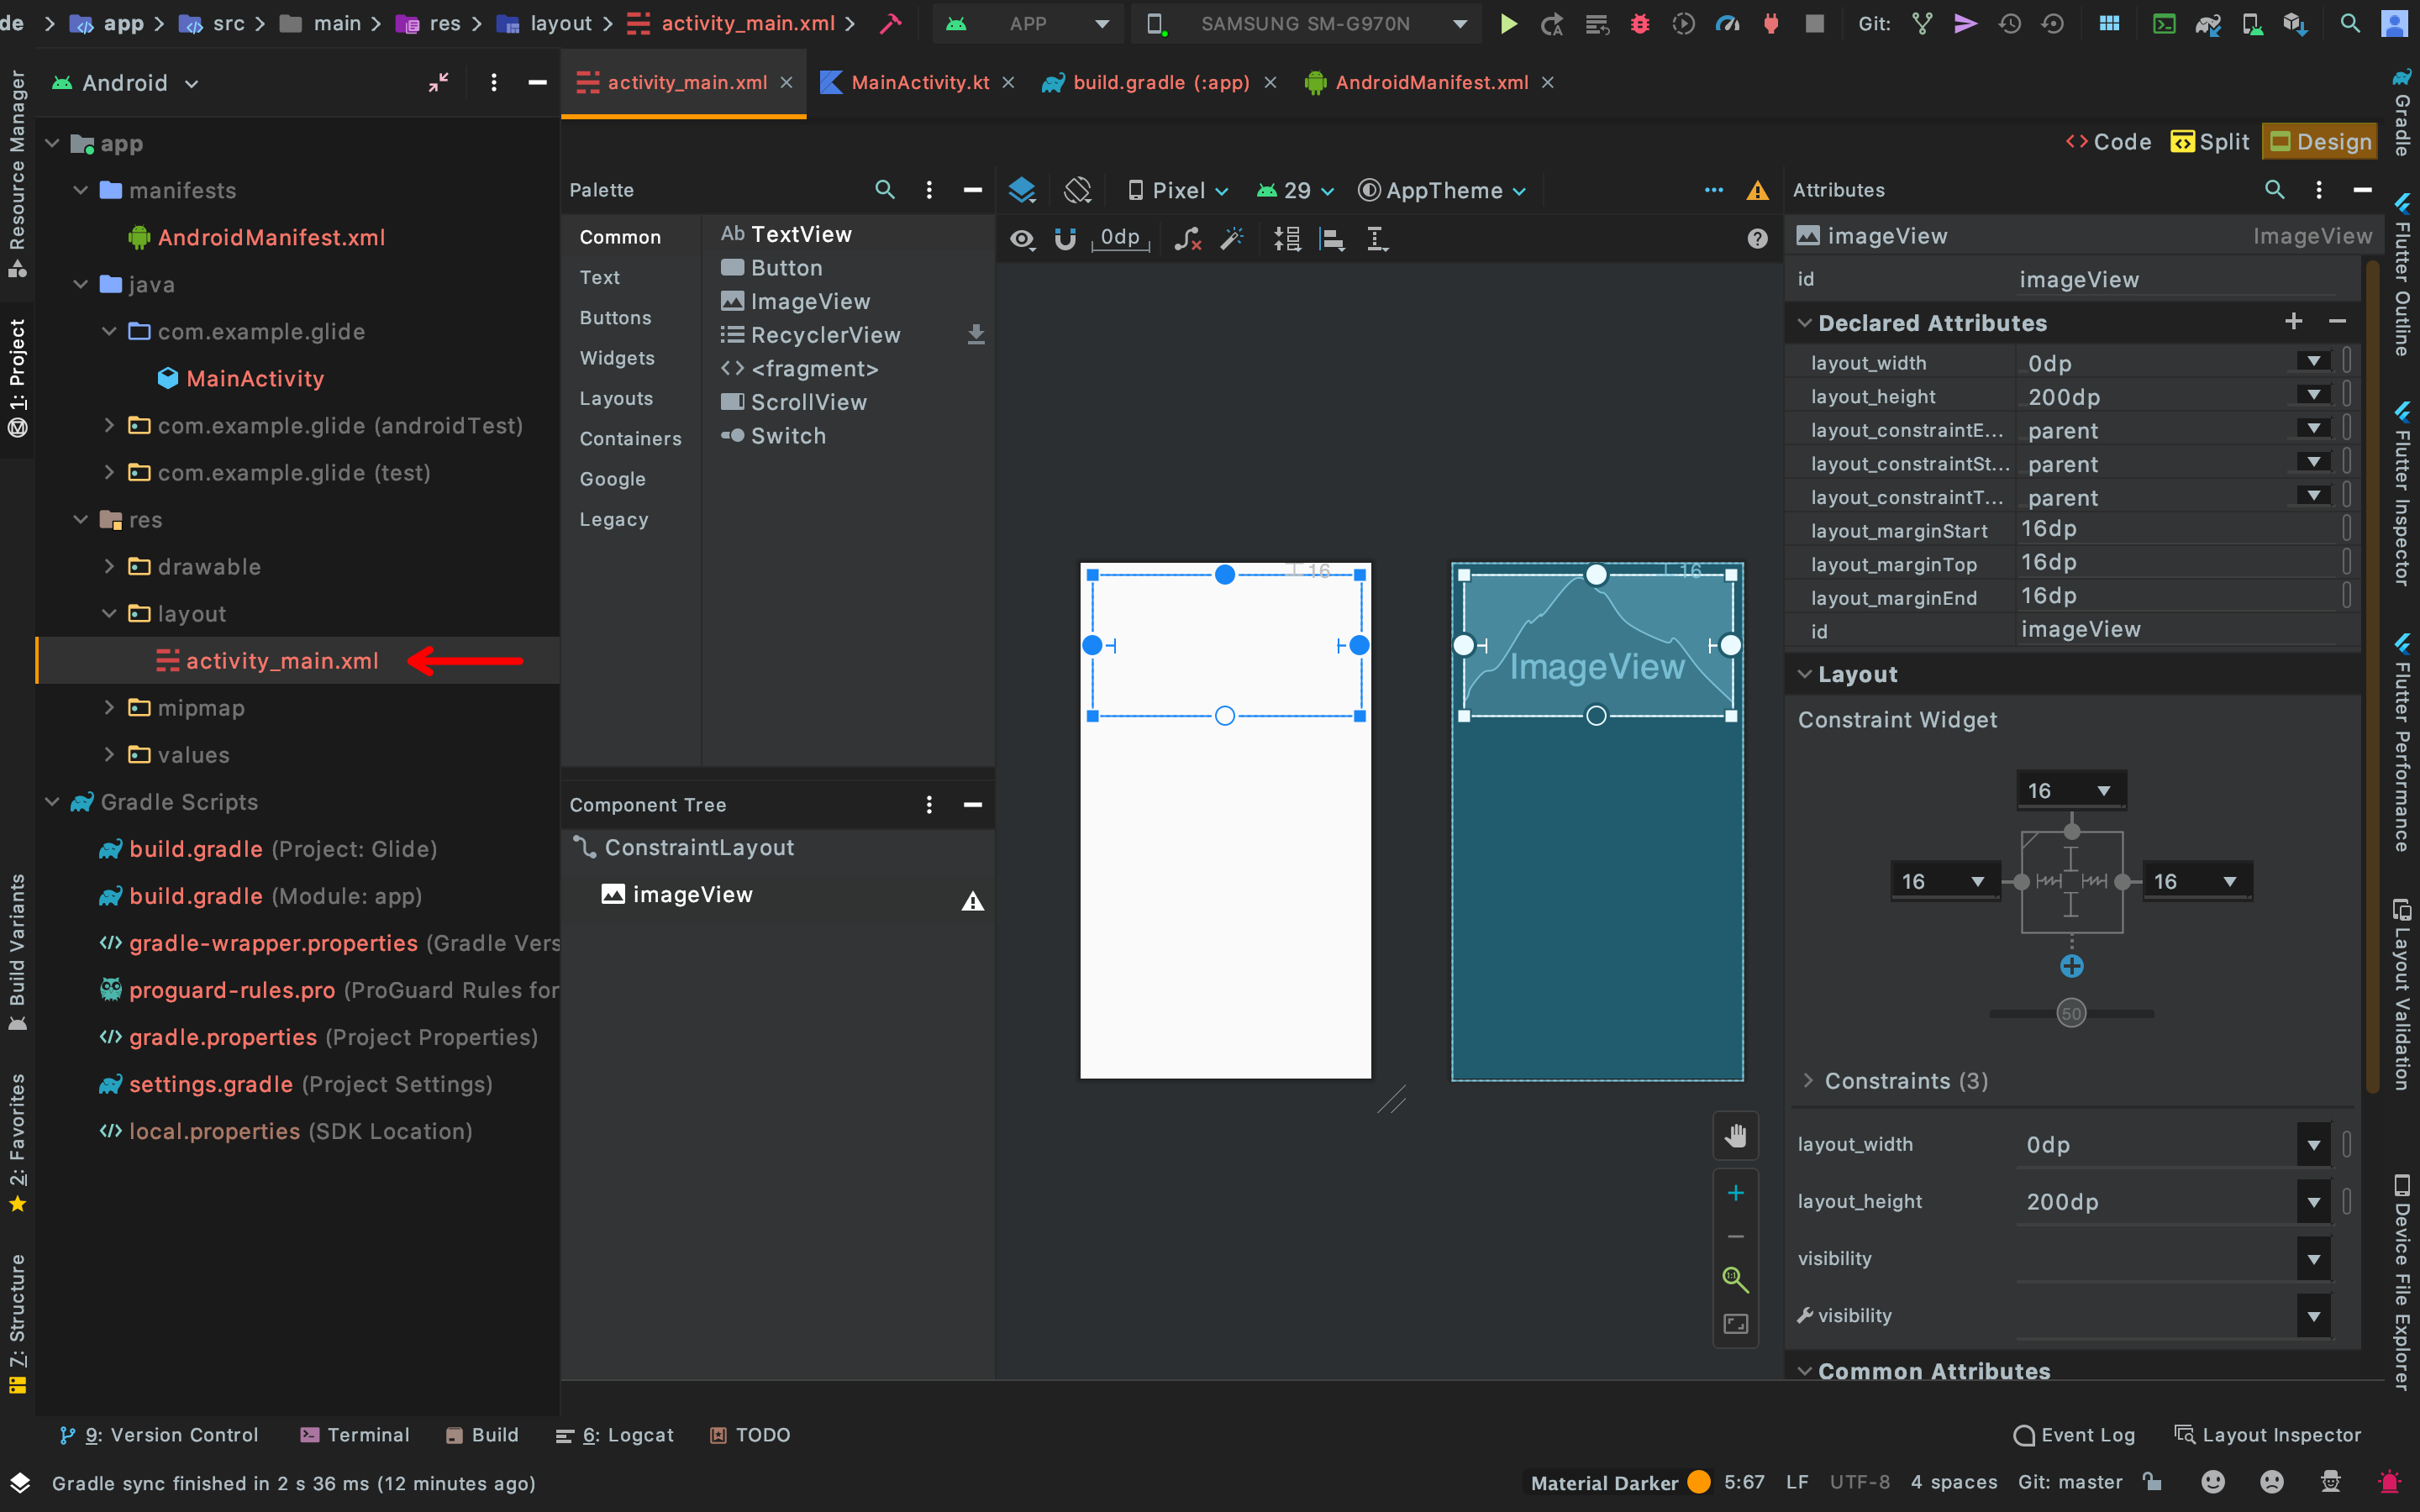 de > app > src > main > res > layout > activity_main.xml >
APP
SAMSUNG SM-G970N
Git:
Android
activity_main.xml
MainActivity.kt
build.gradle (:app)
AndroidManifest.xml
Code
Split
Design
Resource Manager
1: Project
Build Variants
2: Favorites
7: Structure
app
manifests
AndroidManifest.xml
java
com.example.glide
MainActivity
com.example.glide (androidTest)
com.example.glide (test)
res
drawable
layout
activity_main.xml
mipmap
values
Gradle Scripts
build.gradle (Project: Glide)
build.gradle (Module: app)
gradle-wrapper.properties (Gradle Vers
proguard-rules.pro (ProGuard Rules for
gradle.properties (Project Properties)
settings.gradle (Project Settings)
local.properties (SDK Location)
Palette
Common
Text
Buttons
Widgets
Layouts
Containers
Google
Legacy
Ab TextView
Button
ImageView
RecyclerView
<fragment>
ScrollView
Switch
Component Tree
ConstraintLayout
imageView
Pixel
29
AppTheme
0dp
16
16
ImageView
1:1
Attributes
imageView
ImageView
id
imageView
Declared Attributes
layout_width
0dp
layout_height
200dp
layout_constraintE...
parent
layout_constraintSt...
parent
layout_constraintT...
parent
layout_marginStart
16dp
layout_marginTop
16dp
layout_marginEnd
16dp
id
imageView
Layout
Constraint Widget
16
16
16
50
Constraints (3)
layout_width
0dp
layout_height
200dp
visibility
visibility
Common Attributes
Gradle
Flutter Outline
Flutter Inspector
Flutter Performance
Layout Validation
Device File Explorer
9: Version Control
Terminal
Build
6: Logcat
TODO
Event Log
Layout Inspector
Gradle sync finished in 2 s 36 ms (12 minutes ago)
Material Darker
5:67
LF
UTF-8
4 spaces
Git: master